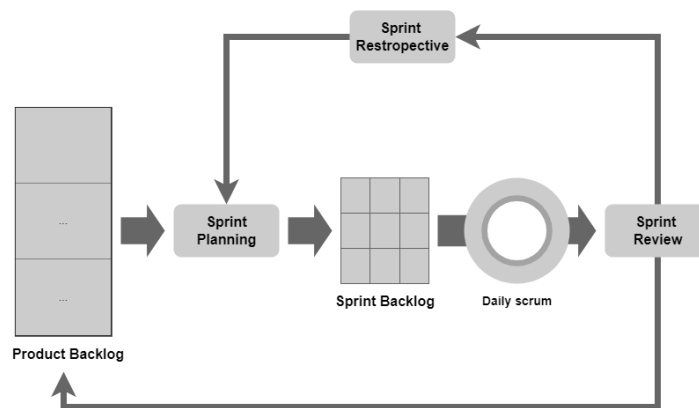 Sprint
Restropective
...
...
Sprint
Planning
Sprint
Review
Sprint Backlog
Daily scrum
Product Backlog